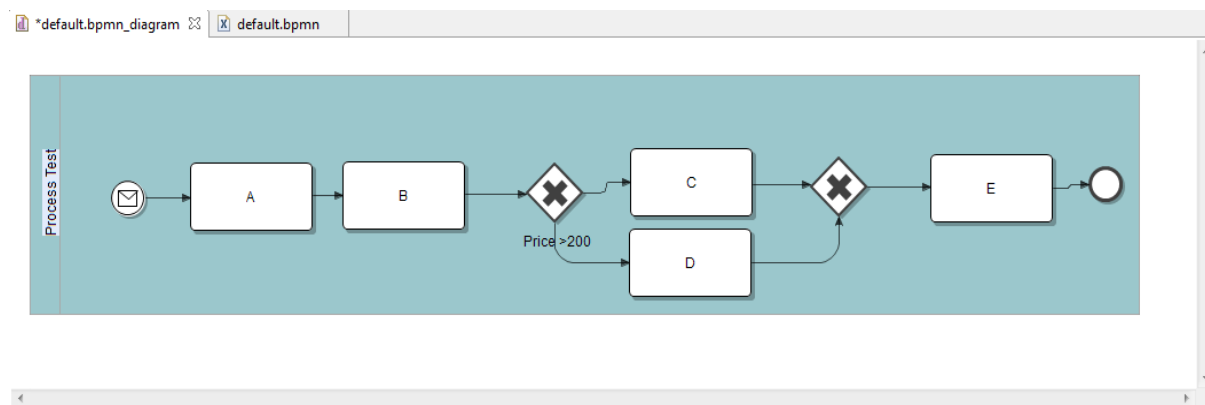 *default.bpmn_diagram
default.bpmn
Process Test
A
B
Price >200
C
D
E